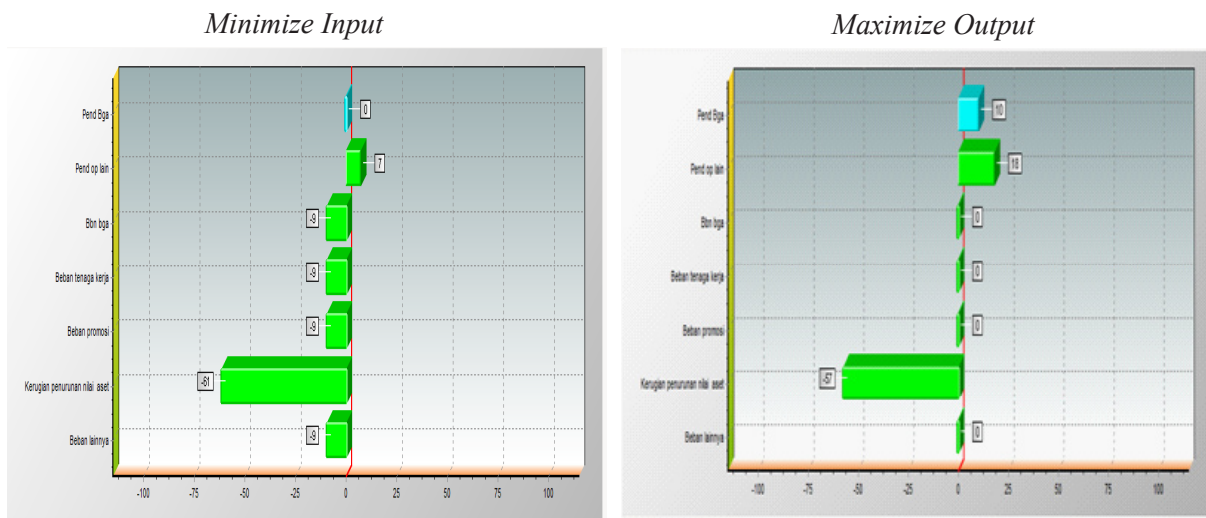 Minimize Input
Pend Bga
0
Pend op lain
7
Bbn bga
-9
Beban tenaga kerja
-9
Beban promosi
-9
Kerugian penurunan nilai aset
-61
Beban lainnya
-9
-100 -75 -50 -25 0 25 50 75 100
Maximize Output
Pend Bga
10
Pend op lain
18
Bbn bga
0
Beban tenaga kerja
0
Beban promosi
0
Kerugian penurunan nilai aset
-57
Beban lainnya
0
-100 -75 -50 -25 0 25 50 75 100